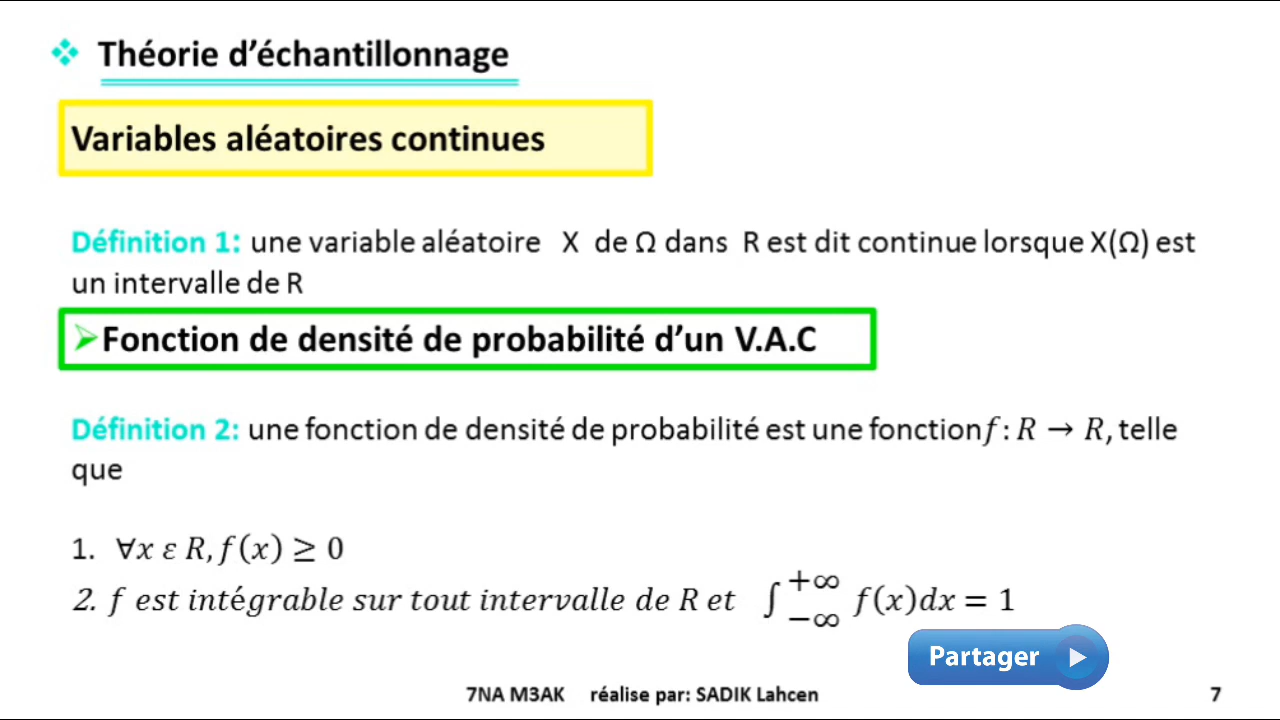 ❖ Théorie d'échantillonnage
Variables aléatoires continues
Définition 1: une variable aléatoire X de Ω dans R est dit continue lorsque X(Ω) est
un intervalle de R
➢Fonction de densité de probabilité d'un V.A.C
Définition 2: une fonction de densité de probabilité est une fonction f: R → R, telle
que
1. ∀x ε R, f(x) ≥ 0
2. f est intégrable sur tout intervalle de R et ∫_{−∞}^{+∞} f(x)dx = 1
Partager
7NA M3AK réalise par: SADIK Lahcen 7